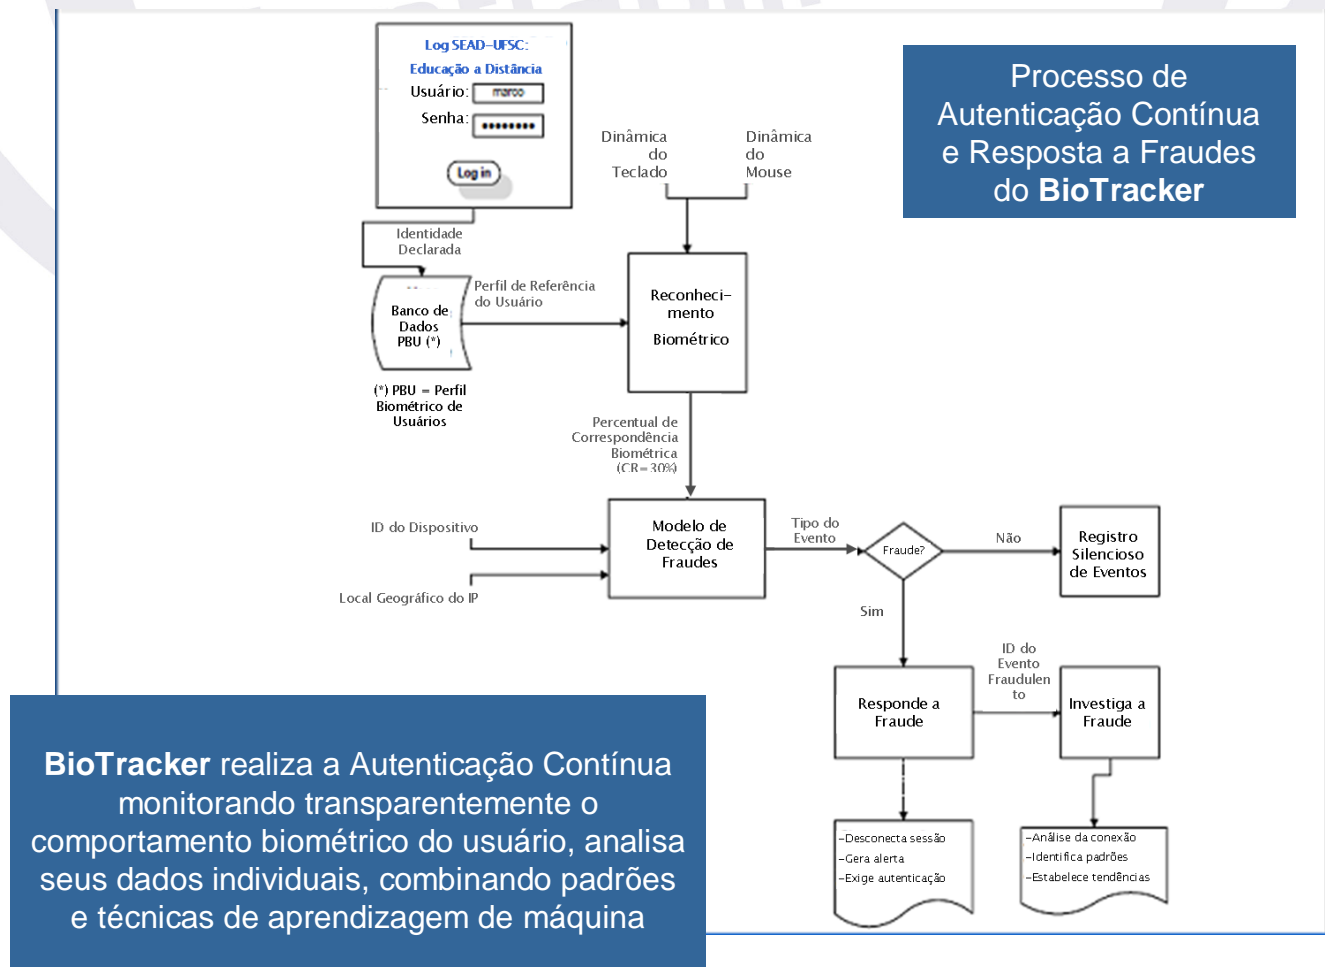 Log SEAD-UFSC:
Educação a Distância
Usuário: marco
Senha: ••••••••
Log in
Processo de
Autenticação Contínua
e Resposta a Fraudes
do BioTracker
Dinâmica
do
Teclado
Dinâmica
do
Mouse
Identidade
Declarada
Perfil de Referência
do Usuário
Banco de
Dados
PBU (*)
Reconheci-
mento
Biométrico
(*) PBU = Perfil
Biométrico de
Usuários
Percentual de
Correspondência
Biométrica
(CR=30%)
ID do Dispositivo
Local Geográfico do IP
Modelo de
Detecção de
Fraudes
Tipo do
Evento
Fraude?
Não
Registro
Silencioso
de Eventos
Sim
Responde a
Fraude
ID do
Evento
Fraudulen
to
Investiga a
Fraude
-Desconecta sessão
-Gera alerta
-Exige autenticação
-Análise da conexão
-Identifica padrões
-Estabelece tendências
BioTracker realiza a Autenticação Contínua
monitorando transparentemente o
comportamento biométrico do usuário, analisa
seus dados individuais, combinando padrões
e técnicas de aprendizagem de máquina